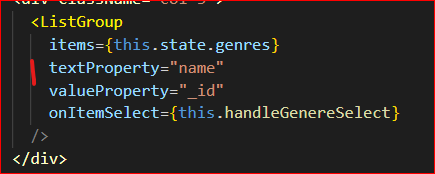 <ListGroup
items={this.state.genres}
textProperty="name"
valueProperty="_id"
onItemSelect={this.handleGenereSelect}
/>
</div>